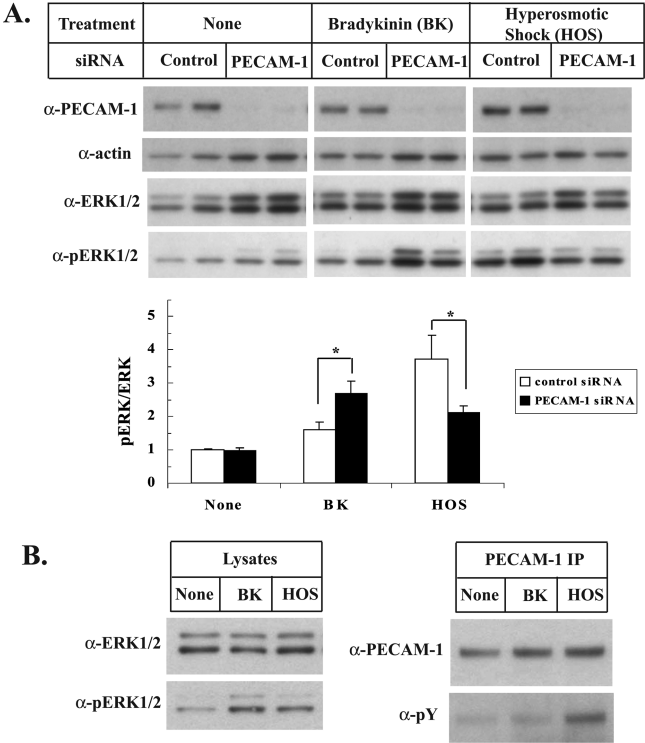 A.
Treatment None Bradykinin (BK) Hyperosmotic
Shock (HOS)
siRNA Control PECAM-1 Control PECAM-1 Control PECAM-1
α-PECAM-1
α-actin
α-ERK1/2
α-pERK1/2
5
4
3
2
1
0
pERK/ERK
* *
control siRNA
PECAM-1 siRNA
None BK HOS
B.
Lysates PECAM-1 IP
None BK HOS None BK HOS
α-ERK1/2 α-PECAM-1
α-pERK1/2 α-pY